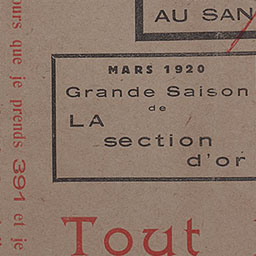 AU SAN
MARS 1920
Grande Saison
de
LA
section
d'or
ours que je prends 391 et je
Tout